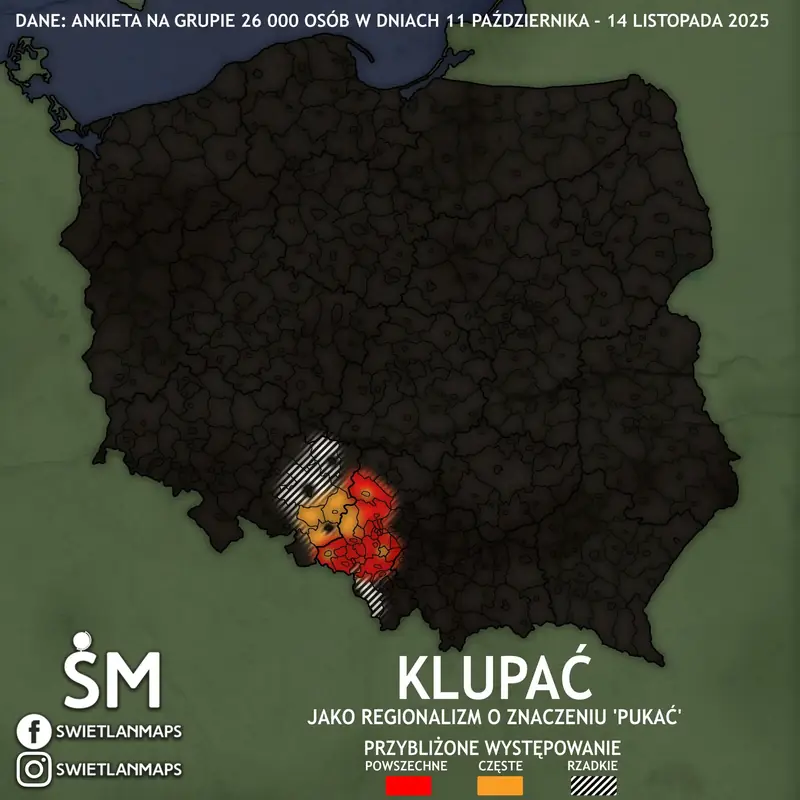 DANE: ANKIETA NA GRUPIE 26 000 OSÓB W DNIACH 11 PAŹDZIERNIKA - 14 LISTOPADA 2025
ŚM
SWIETLANMAPS
SWIETLANMAPS
KLUPAĆ
JAKO REGIONALIZM O ZNACZENIU 'PUKAĆ'
PRZYBLIŻONE WYSTĘPOWANIE
POWSZECHNE CZĘSTE RZADKIE